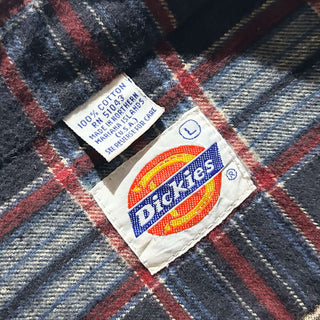 100% COTTON
RN 51043
MADE IN NORTHERN
MARIANA ISLANDS
(U.S.A.)
SEE REVERSE FOR CARE
L
Dickies
®